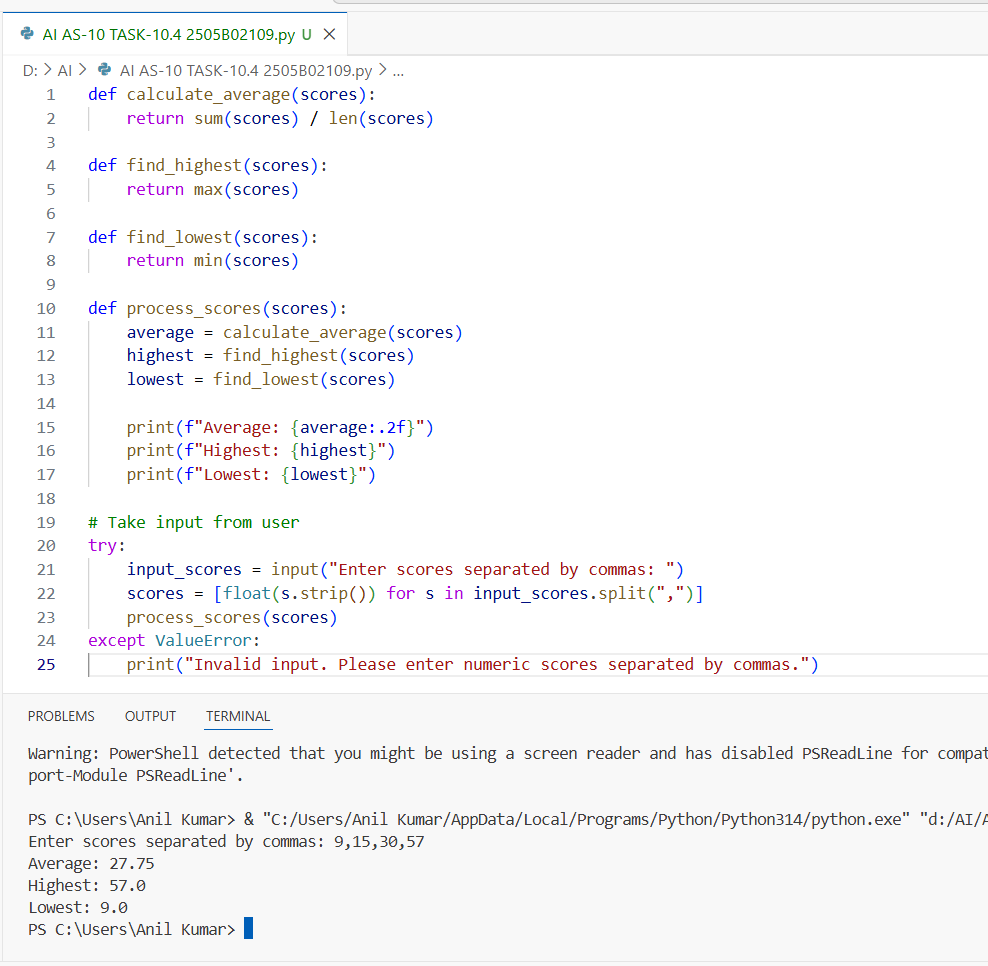 AI AS-10 TASK-10.4 2505B02109.py U
D: > AI > AI AS-10 TASK-10.4 2505B02109.py > ...
1 def calculate_average(scores):
2     return sum(scores) / len(scores)
3
4 def find_highest(scores):
5     return max(scores)
6
7 def find_lowest(scores):
8     return min(scores)
9
10 def process_scores(scores):
11     average = calculate_average(scores)
12     highest = find_highest(scores)
13     lowest = find_lowest(scores)
14
15     print(f"Average: {average:.2f}")
16     print(f"Highest: {highest}")
17     print(f"Lowest: {lowest}")
18
19 # Take input from user
20 try:
21     input_scores = input("Enter scores separated by commas: ")
22     scores = [float(s.strip()) for s in input_scores.split(",")]
23     process_scores(scores)
24 except ValueError:
25     print("Invalid input. Please enter numeric scores separated by commas.")
PROBLEMS OUTPUT TERMINAL
Warning: PowerShell detected that you might be using a screen reader and has disabled PSReadLine for compat
port-Module PSReadLine'.
PS C:\Users\Anil Kumar> & "C:/Users/Anil Kumar/AppData/Local/Programs/Python/Python314/python.exe" "d:/AI/A
Enter scores separated by commas: 9,15,30,57
Average: 27.75
Highest: 57.0
Lowest: 9.0
PS C:\Users\Anil Kumar>